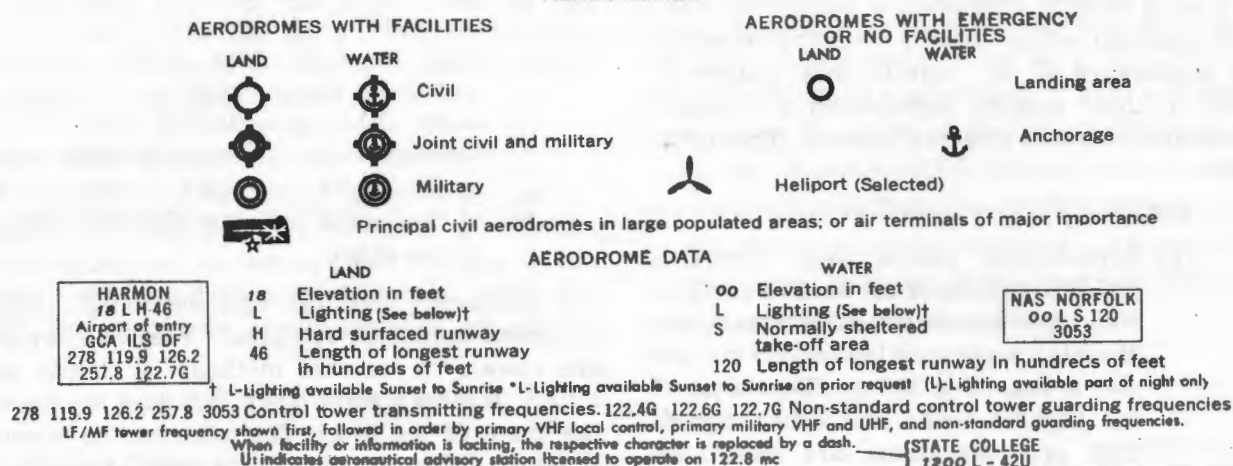 AERODROMES WITH FACILITIES
LAND WATER
Civil
Joint civil and military
Military
AERODROMES WITH EMERGENCY
OR NO FACILITIES
LAND WATER
Landing area
Anchorage
Heliport (Selected)
Principal civil aerodromes in large populated areas; or air terminals of major importance
AERODROME DATA
HARMON
18 L H-46
Airport of entry
GCA ILS DF
278 119.9 126.2
257.8 122.7G
LAND
18 Elevation in feet
L Lighting (See below)†
H Hard surfaced runway
46 Length of longest runway
in hundreds of feet
WATER
00 Elevation in feet
L Lighting (See below)†
S Normally sheltered
take-off area
120 Length of longest runway in hundreds of feet
NAS NORFOLK
00 L S 120
3053
† L-Lighting available Sunset to Sunrise *L-Lighting available Sunset to Sunrise on prior request (L)-Lighting available part of night only
278 119.9 126.2 257.8 3053 Control tower transmitting frequencies. 122.4G 122.6G 122.7G Non-standard control tower guarding frequencies
LF/MF tower frequency shown first, followed in order by primary VHF local control, primary military VHF and UHF, and non-standard guarding frequencies.
When facility or information is lacking, the respective character is replaced by a dash.
U: indicates aeronautical advisory station licensed to operate on 122.8 mc
STATE COLLEGE
1200 L - 42U